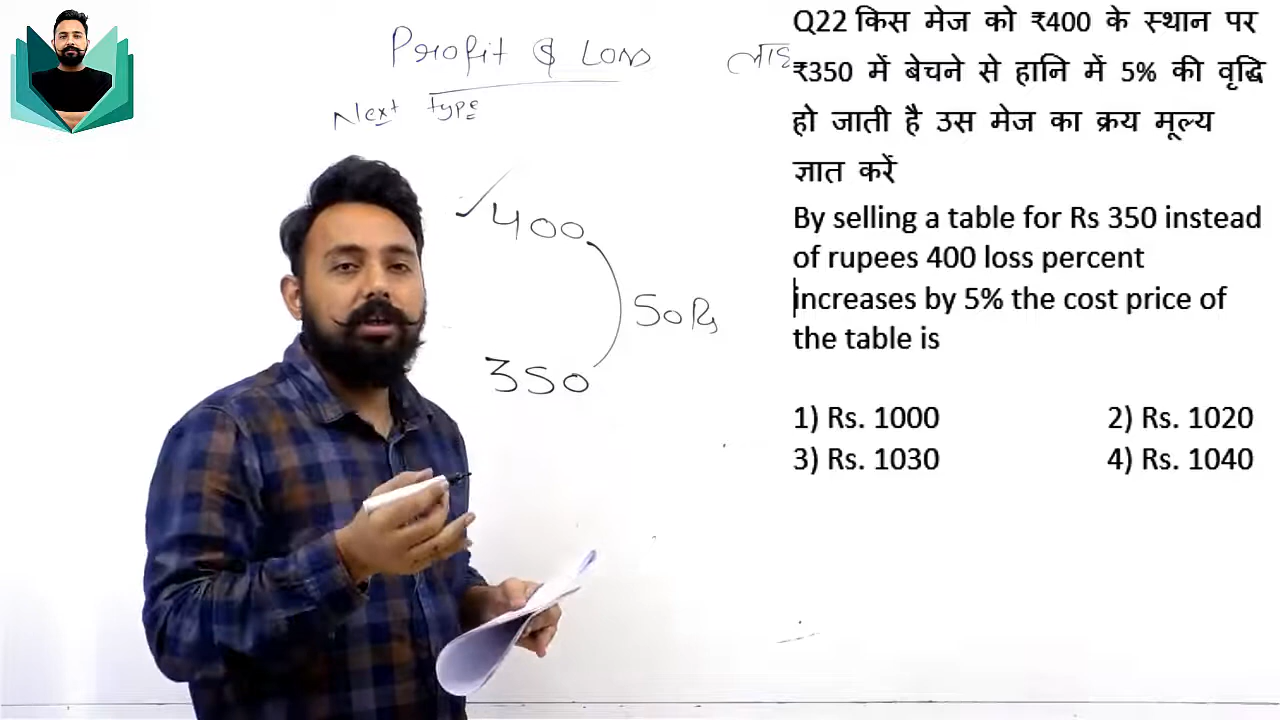 Profit & Loss
Next type
400
50 Rs
350
Q22 किस मेज को ₹400 के स्थान पर
₹350 में बेचने से हानि में 5% की वृद्धि
हो जाती है उस मेज का क्रय मूल्य
ज्ञात करें
By selling a table for Rs 350 instead
of rupees 400 loss percent
increases by 5% the cost price of
the table is
1) Rs. 1000 2) Rs. 1020
3) Rs. 1030 4) Rs. 1040